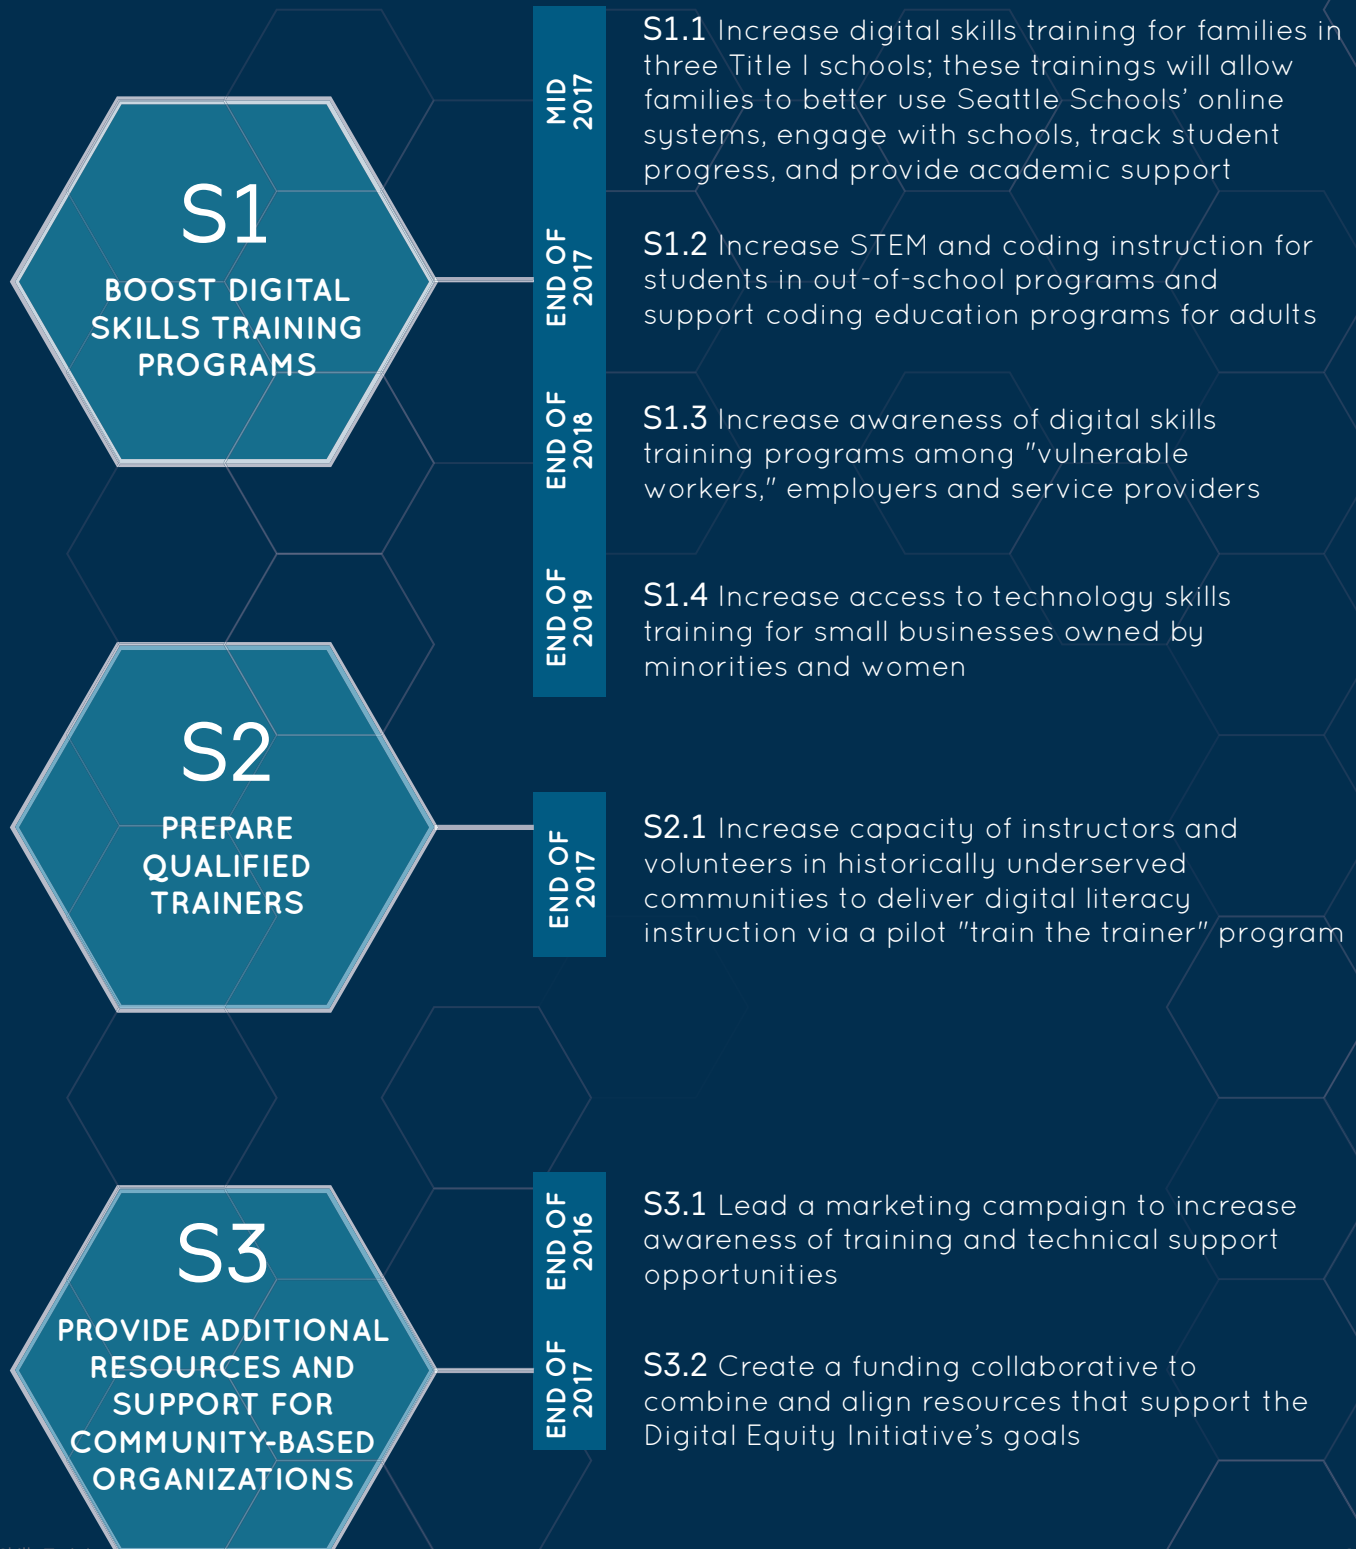 S1
BOOST DIGITAL
SKILLS TRAINING
PROGRAMS
MID
2017
S1.1 Increase digital skills training for families in
three Title I schools; these trainings will allow
families to better use Seattle Schools’ online
systems, engage with schools, track student
progress, and provide academic support
END OF
2017
S1.2 Increase STEM and coding instruction for
students in out-of-school programs and
support coding education programs for adults
END OF
2018
S1.3 Increase awareness of digital skills
training programs among "vulnerable
workers," employers and service providers
END OF
2019
S1.4 Increase access to technology skills
training for small businesses owned by
minorities and women
S2
PREPARE
QUALIFIED
TRAINERS
END OF
2017
S2.1 Increase capacity of instructors and
volunteers in historically underserved
communities to deliver digital literacy
instruction via a pilot "train the trainer" program
S3
PROVIDE ADDITIONAL
RESOURCES AND
SUPPORT FOR
COMMUNITY-BASED
ORGANIZATIONS
END OF
2016
S3.1 Lead a marketing campaign to increase
awareness of training and technical support
opportunities
END OF
2017
S3.2 Create a funding collaborative to
combine and align resources that support the
Digital Equity Initiative’s goals